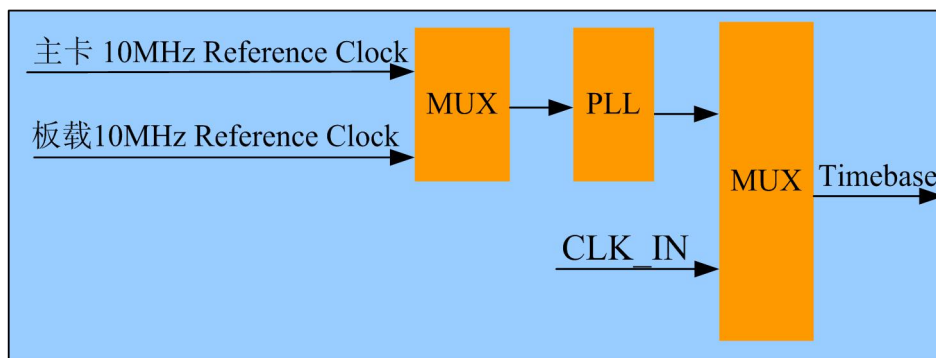 主卡 10MHz Reference Clock
板载10MHz Reference Clock
MUX
PLL
MUX
Timebase
CLK_IN